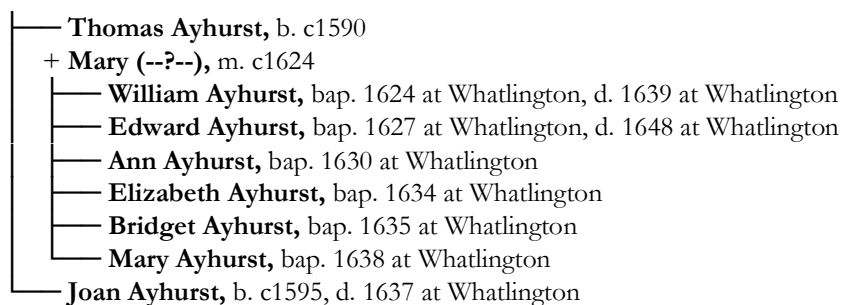 Thomas Ayhurst, b. c1590
+ Mary (--?--), m. c1624
William Ayhurst, bap. 1624 at Whatlington, d. 1639 at Whatlington
Edward Ayhurst, bap. 1627 at Whatlington, d. 1648 at Whatlington
Ann Ayhurst, bap. 1630 at Whatlington
Elizabeth Ayhurst, bap. 1634 at Whatlington
Bridget Ayhurst, bap. 1635 at Whatlington
Mary Ayhurst, bap. 1638 at Whatlington
Joan Ayhurst, b. c1595, d. 1637 at Whatlington